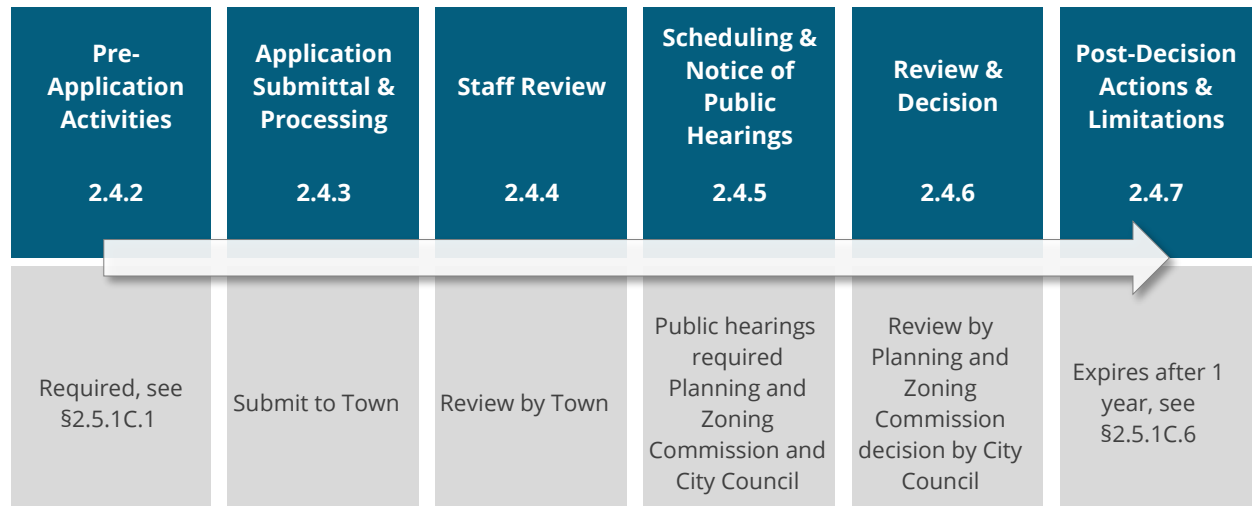 Pre-
Application
Activities
2.4.2
Application
Submittal &
Processing
2.4.3
Staff Review
2.4.4
Scheduling &
Notice of
Public
Hearings
2.4.5
Review &
Decision
2.4.6
Post-Decision
Actions &
Limitations
2.4.7
Required, see
§2.5.1C.1
Submit to Town
Review by Town
Public hearings
required
Planning and
Zoning
Commission and
City Council
Review by
Planning and
Zoning
Commission
decision by City
Council
Expires after 1
year, see
§2.5.1C.6